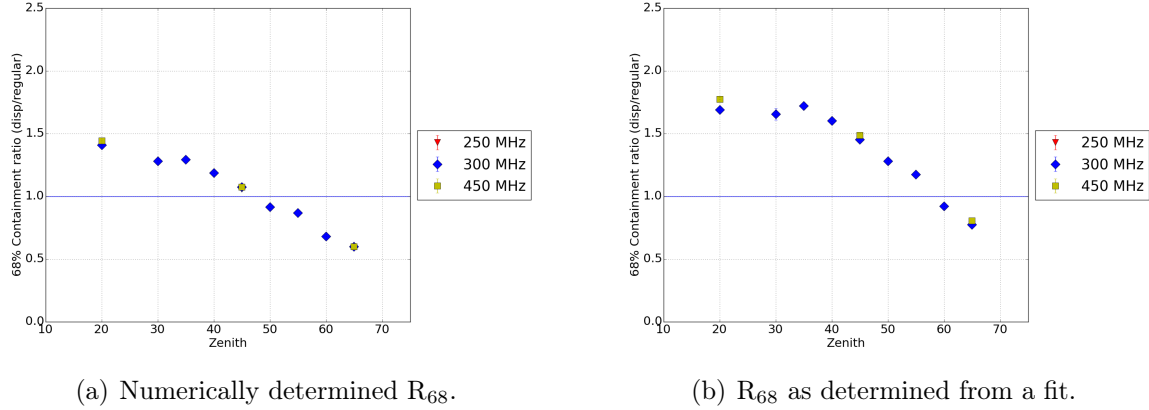 2.5
2.0
1.5
1.0
0.5
0.0
10 20 30 40 50 60 70
Zenith
68% Containment ratio (disp/regular)
250 MHz
300 MHz
450 MHz
(a) Numerically determined R68.
2.5
2.0
1.5
1.0
0.5
0.0
10 20 30 40 50 60 70
Zenith
68% Containment ratio (disp/regular)
250 MHz
300 MHz
450 MHz
(b) R68 as determined from a fit.